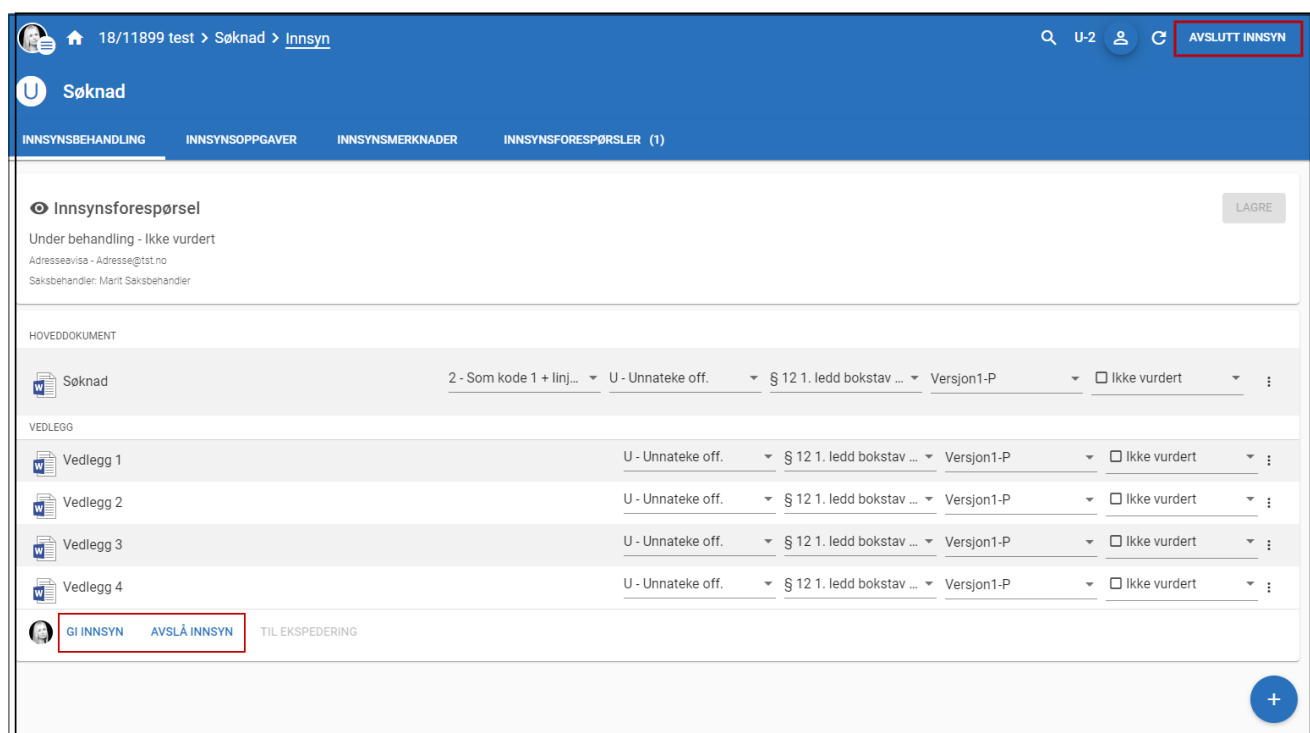 18/11899 test > Søknad > Innsyn U-2 AVSLUTT INNSYN
U Søknad
INNSYNSBEHANDLING INNSYNSOPPGAVER INNSYNSMERKNADER INNSYNSFORESPØRSLER (1)
Innsynsforespørsel LAGRE
Under behandling - Ikke vurdert
Adresseavisa - Adresse@tst.no
Saksbehandler: Marit Saksbehandler
HOVEDDOKUMENT
Søknad 2 - Som kode 1 + linj... U - Unnateke off. § 12 1. ledd bokstav ... Versjon1-P Ikke vurdert
VEDLEGG
Vedlegg 1 U - Unnateke off. § 12 1. ledd bokstav ... Versjon1-P Ikke vurdert
Vedlegg 2 U - Unnateke off. § 12 1. ledd bokstav ... Versjon1-P Ikke vurdert
Vedlegg 3 U - Unnateke off. § 12 1. ledd bokstav ... Versjon1-P Ikke vurdert
Vedlegg 4 U - Unnateke off. § 12 1. ledd bokstav ... Versjon1-P Ikke vurdert
GI INNSYN AVSLÅ INNSYN TIL EKSPEDERING